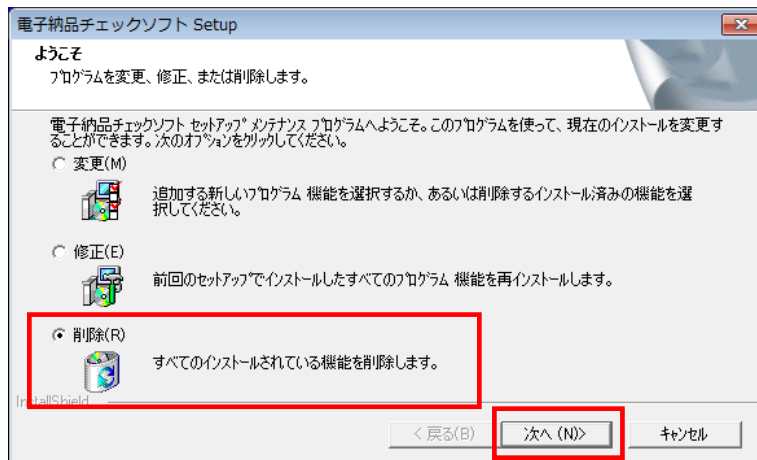 電子納品チェックソフト Setup
ようこそ
プログラムを変更、修正、または削除します。
電子納品チェックソフト セットアップ メンテナンス プログラムへようこそ。このプログラムを使って、現在のインストールを変更す
ることができます。次のオプションをクリックしてください。
変更(M)
追加する新しいプログラム 機能を選択するか、あるいは削除するインストール済みの機能を選
択してください。
修正(E)
前回のセットアップでインストールしたすべてのプログラム 機能を再インストールします。
削除(R)
すべてのインストールされている機能を削除します。
InstallShield
< 戻る(B)
次へ (N)>
キャンセル